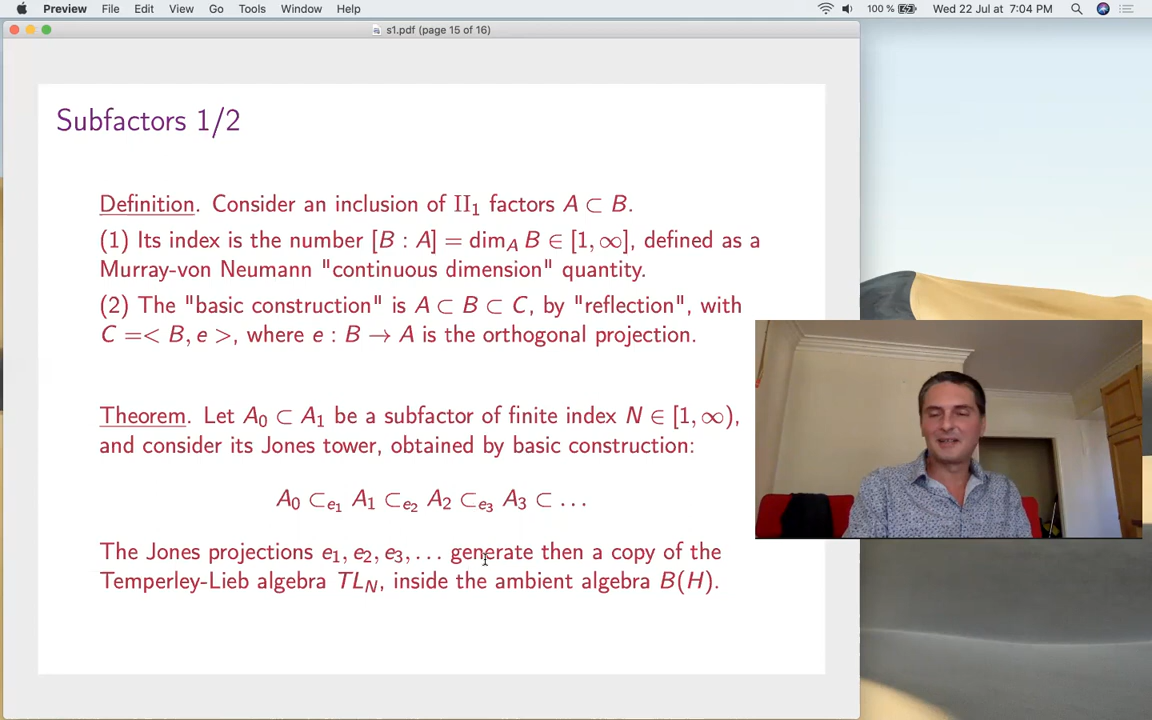 Preview File Edit View Go Tools Window Help 100 % Wed 22 Jul at 7:04 PM
s1.pdf (page 15 of 16)
Subfactors 1/2
Definition. Consider an inclusion of II₁ factors A ⊂ B.
(1) Its index is the number [B : A] = dim_A B ∈ [1, ∞], defined as a
Murray-von Neumann "continuous dimension" quantity.
(2) The "basic construction" is A ⊂ B ⊂ C, by "reflection", with
C =< B, e >, where e : B → A is the orthogonal projection.
Theorem. Let A₀ ⊂ A₁ be a subfactor of finite index N ∈ [1, ∞),
and consider its Jones tower, obtained by basic construction:
A₀ ⊂_e₁ A₁ ⊂_e₂ A₂ ⊂_e₃ A₃ ⊂ . . .
The Jones projections e₁, e₂, e₃, . . . generate then a copy of the
Temperley-Lieb algebra TL_N, inside the ambient algebra B(H).